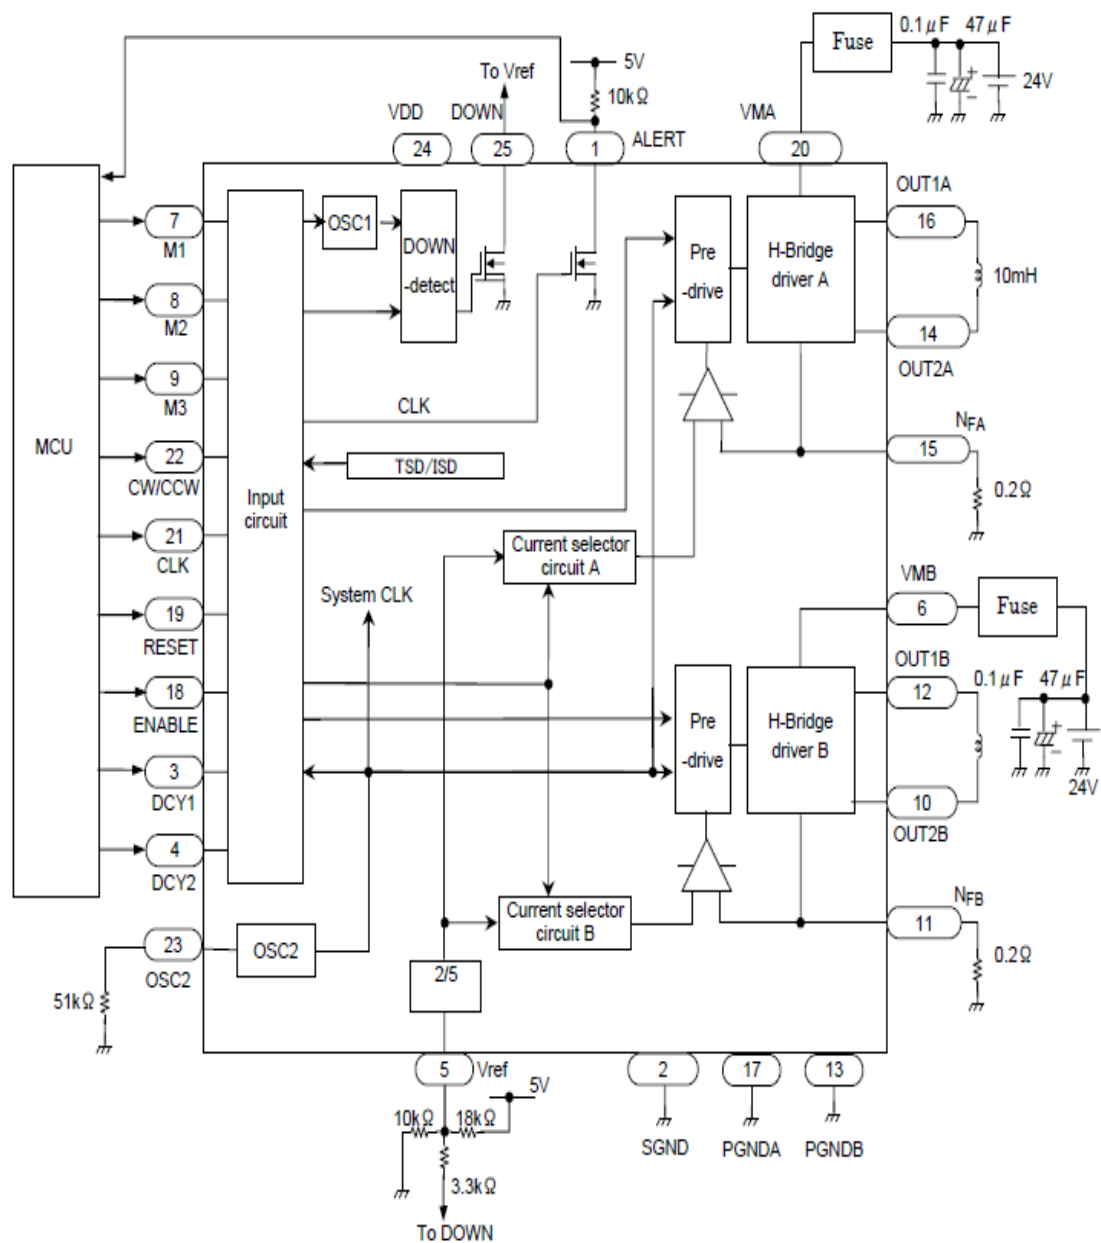 0.1μF 47μF
Fuse
24V
5V
To Vref
10kΩ
VDD DOWN
ALERT
VMA
24
25
1
20
MCU
7
M1
8
M2
9
M3
22
CW/CCW
21
CLK
19
RESET
18
ENABLE
3
DCY1
4
DCY2
23
OSC2
51kΩ
Input
circuit
OSC1
DOWN
-detect
CLK
TSD/ISD
System CLK
OSC2
2/5
Current selector
circuit A
Current selector
circuit B
Pre
-drive
H-Bridge
driver A
Pre
-drive
H-Bridge
driver B
OUT1A
16
10mH
14
OUT2A
NFA
15
0.2Ω
VMB
6
Fuse
OUT1B
12
0.1μF 47μF
24V
10
OUT2B
NFB
11
0.2Ω
5
Vref
5V
10kΩ
18kΩ
3.3kΩ
To DOWN
2
SGND
17
PGNDA
13
PGNDB